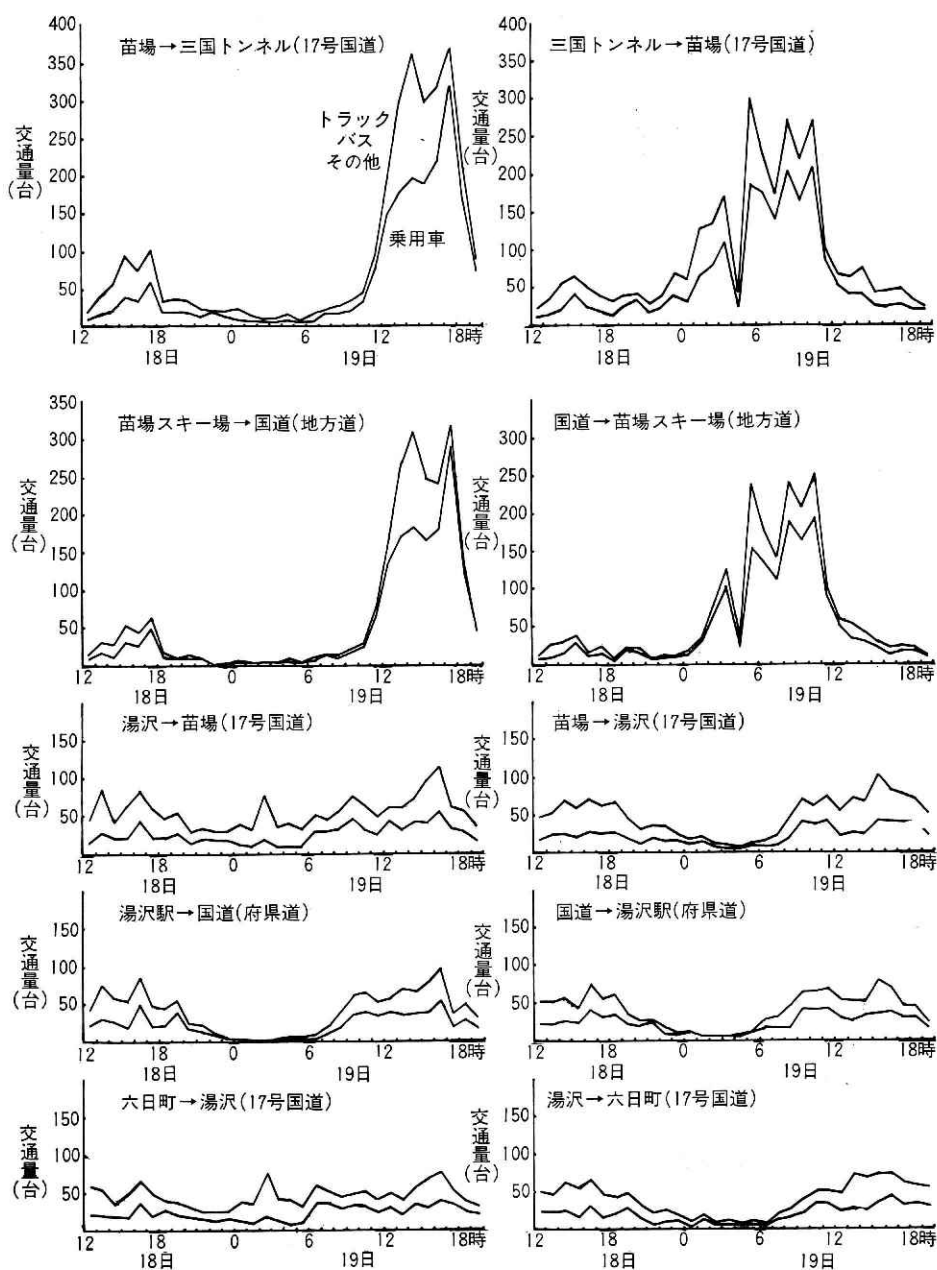 苗場→三国トンネル(17号国道)
400
350
300
250
200
150
100
50
交通量(台)
トラック
バス
その他
乗用車
12 18 0 6 12 18時
18日 19日
三国トンネル→苗場(17号国道)
400
350
300
250
200
150
100
50
交通量(台)
12 18 0 6 12 18時
18日 19日
苗場スキー場→国道(地方道)
350
300
250
200
150
100
50
交通量(台)
12 18 0 6 12 18時
18日 19日
国道→苗場スキー場(地方道)
300
250
200
150
100
50
交通量(台)
12 18 0 6 12 18時
18日 19日
湯沢→苗場(17号国道)
150
100
50
交通量(台)
12 18 0 6 12 18時
18日 19日
苗場→湯沢(17号国道)
150
100
50
交通量(台)
12 18 0 6 12 18時
18日 19日
湯沢駅→国道(府県道)
150
100
50
交通量(台)
12 18 0 6 12 18時
18日 19日
国道→湯沢駅(府県道)
150
100
50
交通量(台)
12 18 0 6 12 18時
18日 19日
六日町→湯沢(17号国道)
150
100
50
交通量(台)
12 18 0 6 12 18時
18日 19日
湯沢→六日町(17号国道)
150
100
50
交通量(台)
12 18 0 6 12 18時
18日 19日